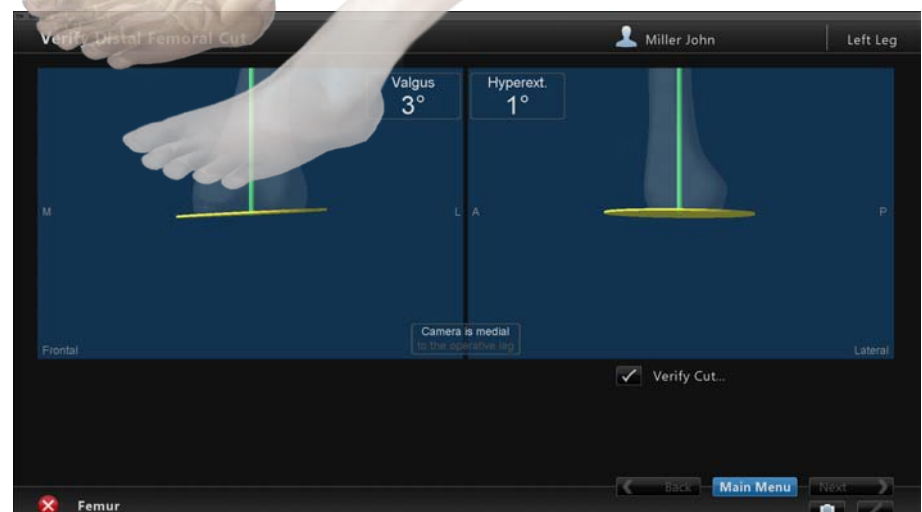 Verify Distal Femoral Cut
Miller John
Left Leg
Valgus
3°
Hyperext.
1°
M
L
A
P
Camera is medial
to the operative leg
Frontal
Lateral
Verify Cut...
Back
Main Menu
Next
Femur